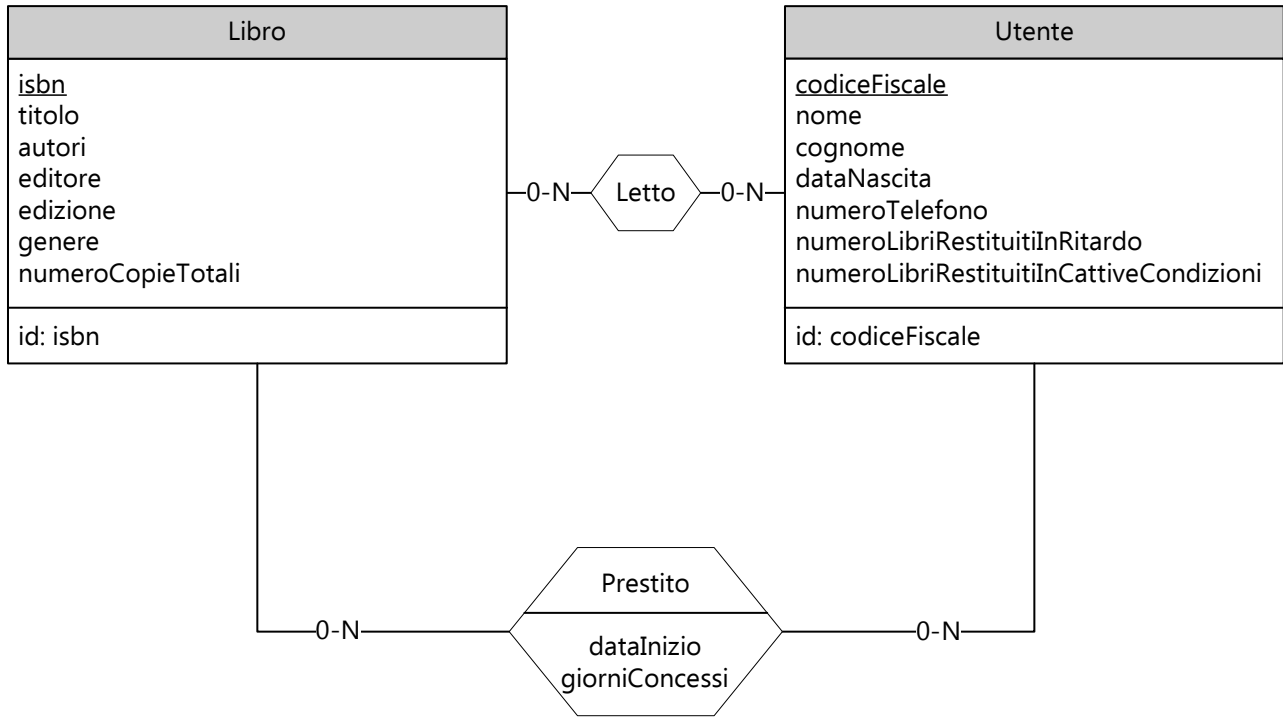 Libro
isbn
titolo
autori
editore
edizione
genere
numeroCopieTotali
id: isbn
0-N
Letto
0-N
Utente
codiceFiscale
nome
cognome
dataNascita
numeroTelefono
numeroLibriRestituitiInRitardo
numeroLibriRestituitiInCattiveCondizioni
id: codiceFiscale
0-N
Prestito
dataInizio
giorniConcessi
0-N